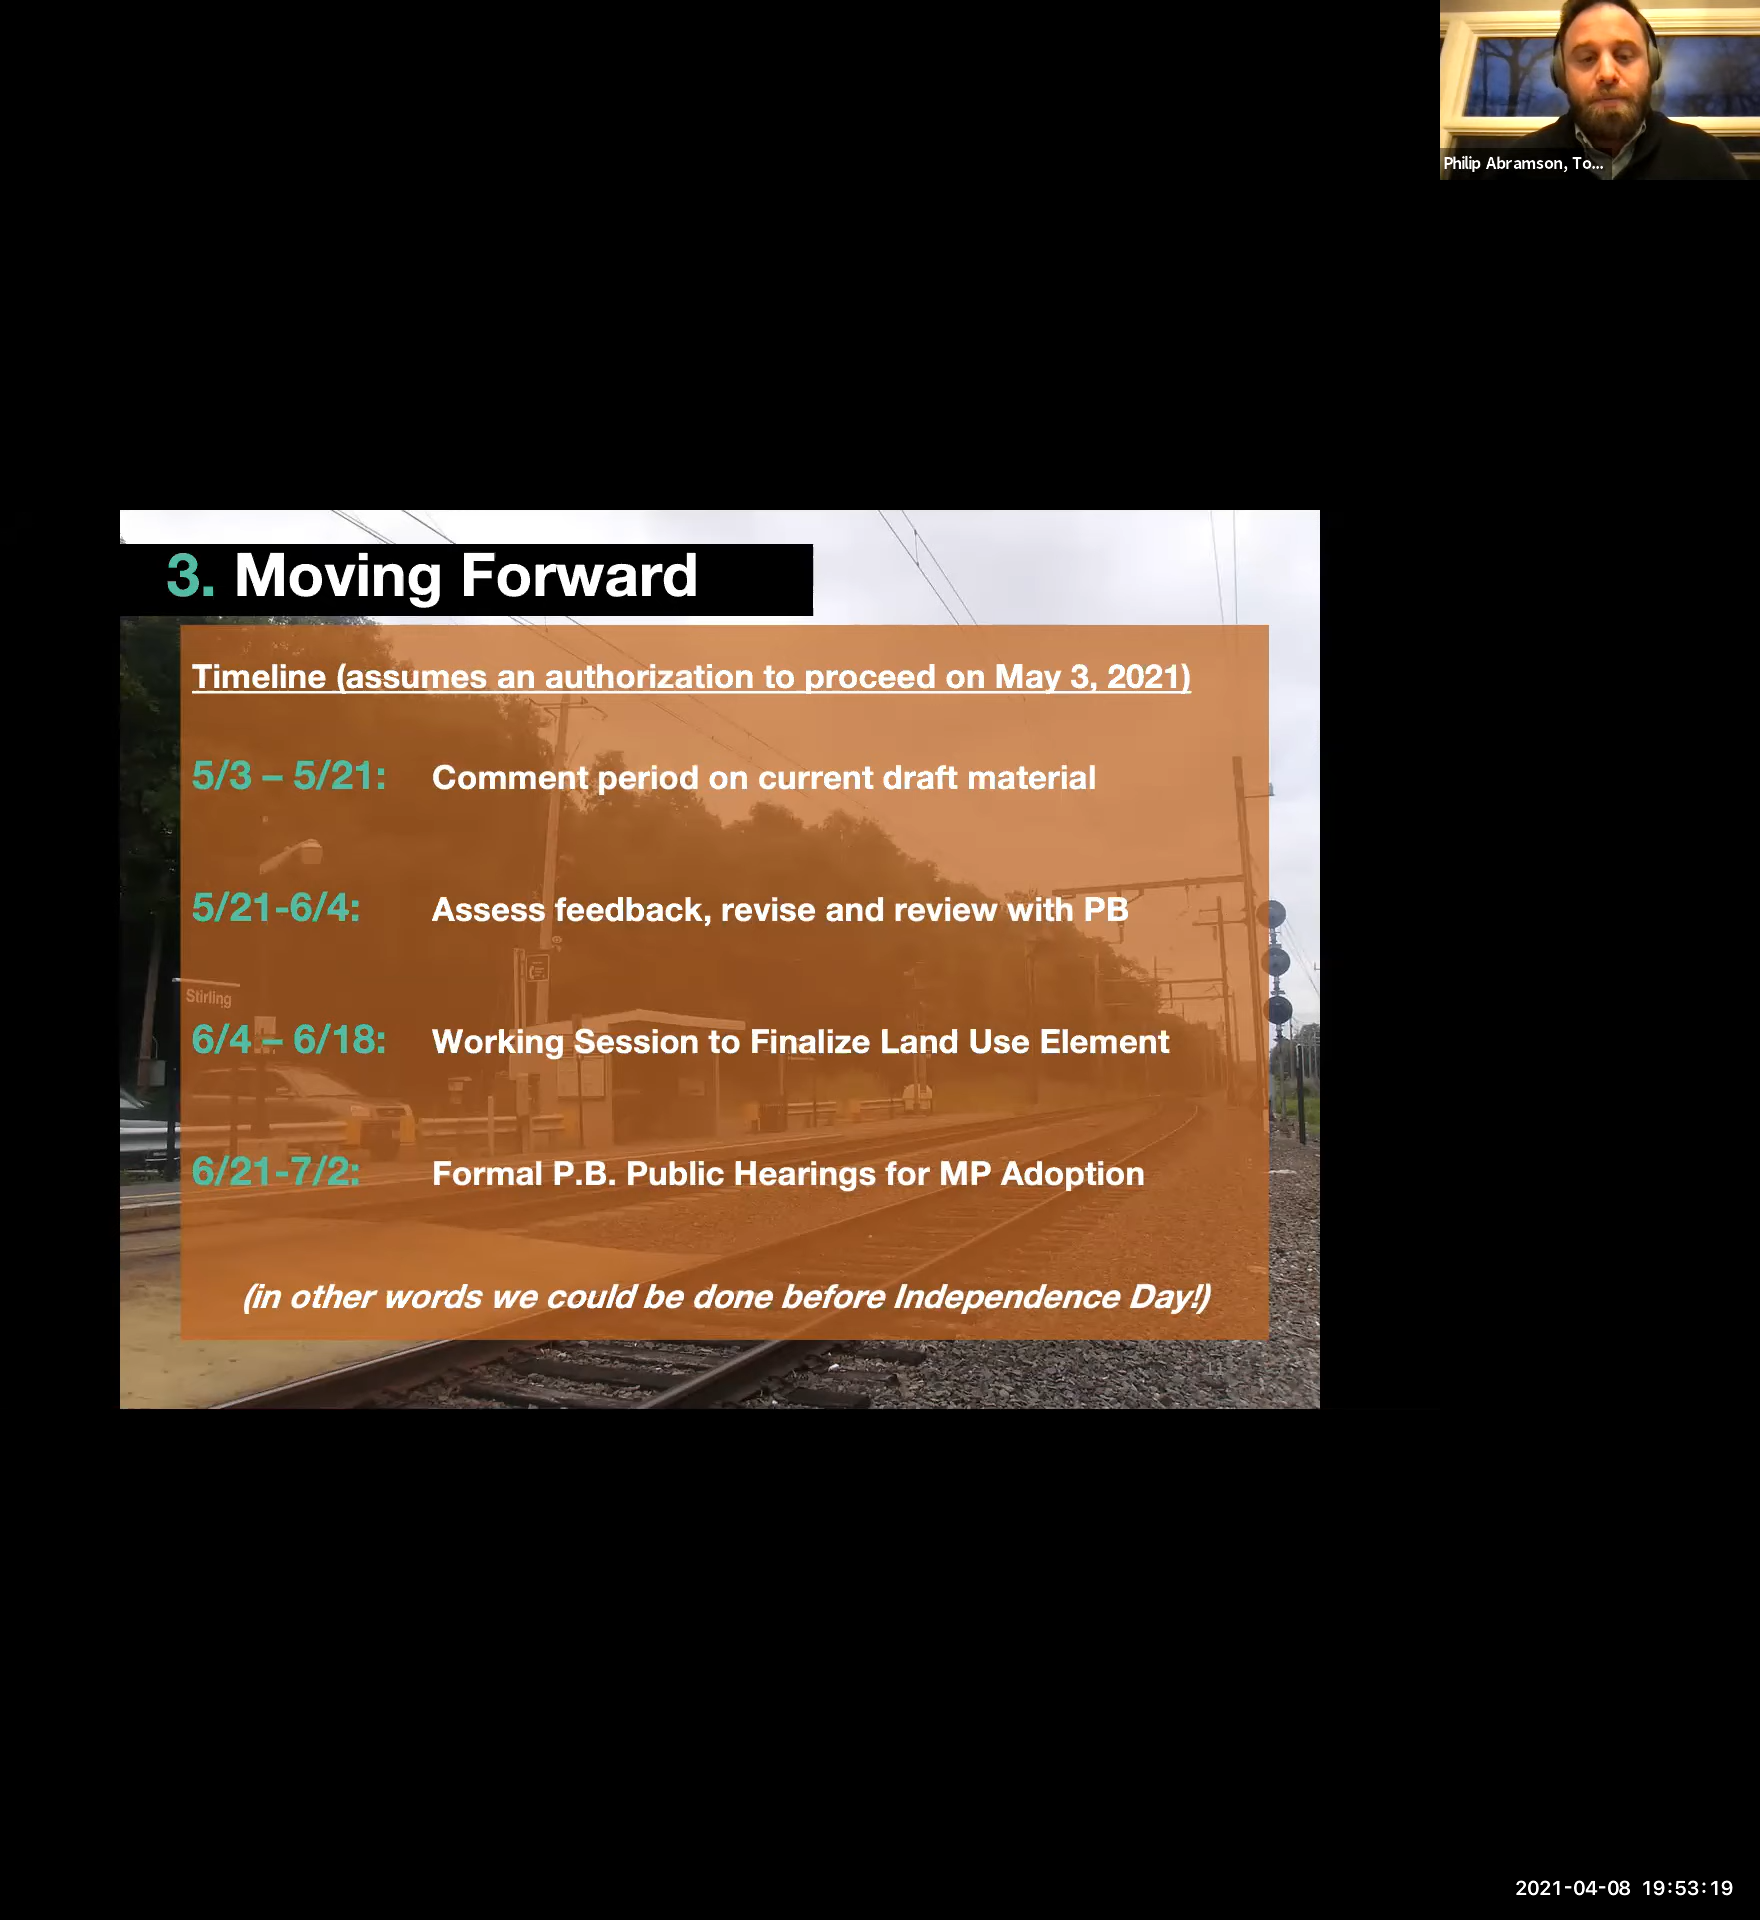 Philip Abramson, To...
3. Moving Forward
Timeline (assumes an authorization to proceed on May 3, 2021)
5/3 – 5/21: Comment period on current draft material
5/21-6/4: Assess feedback, revise and review with PB
Stirling
6/4 – 6/18: Working Session to Finalize Land Use Element
6/21-7/2: Formal P.B. Public Hearings for MP Adoption
(in other words we could be done before Independence Day!)
2021-04-08 19:53:19